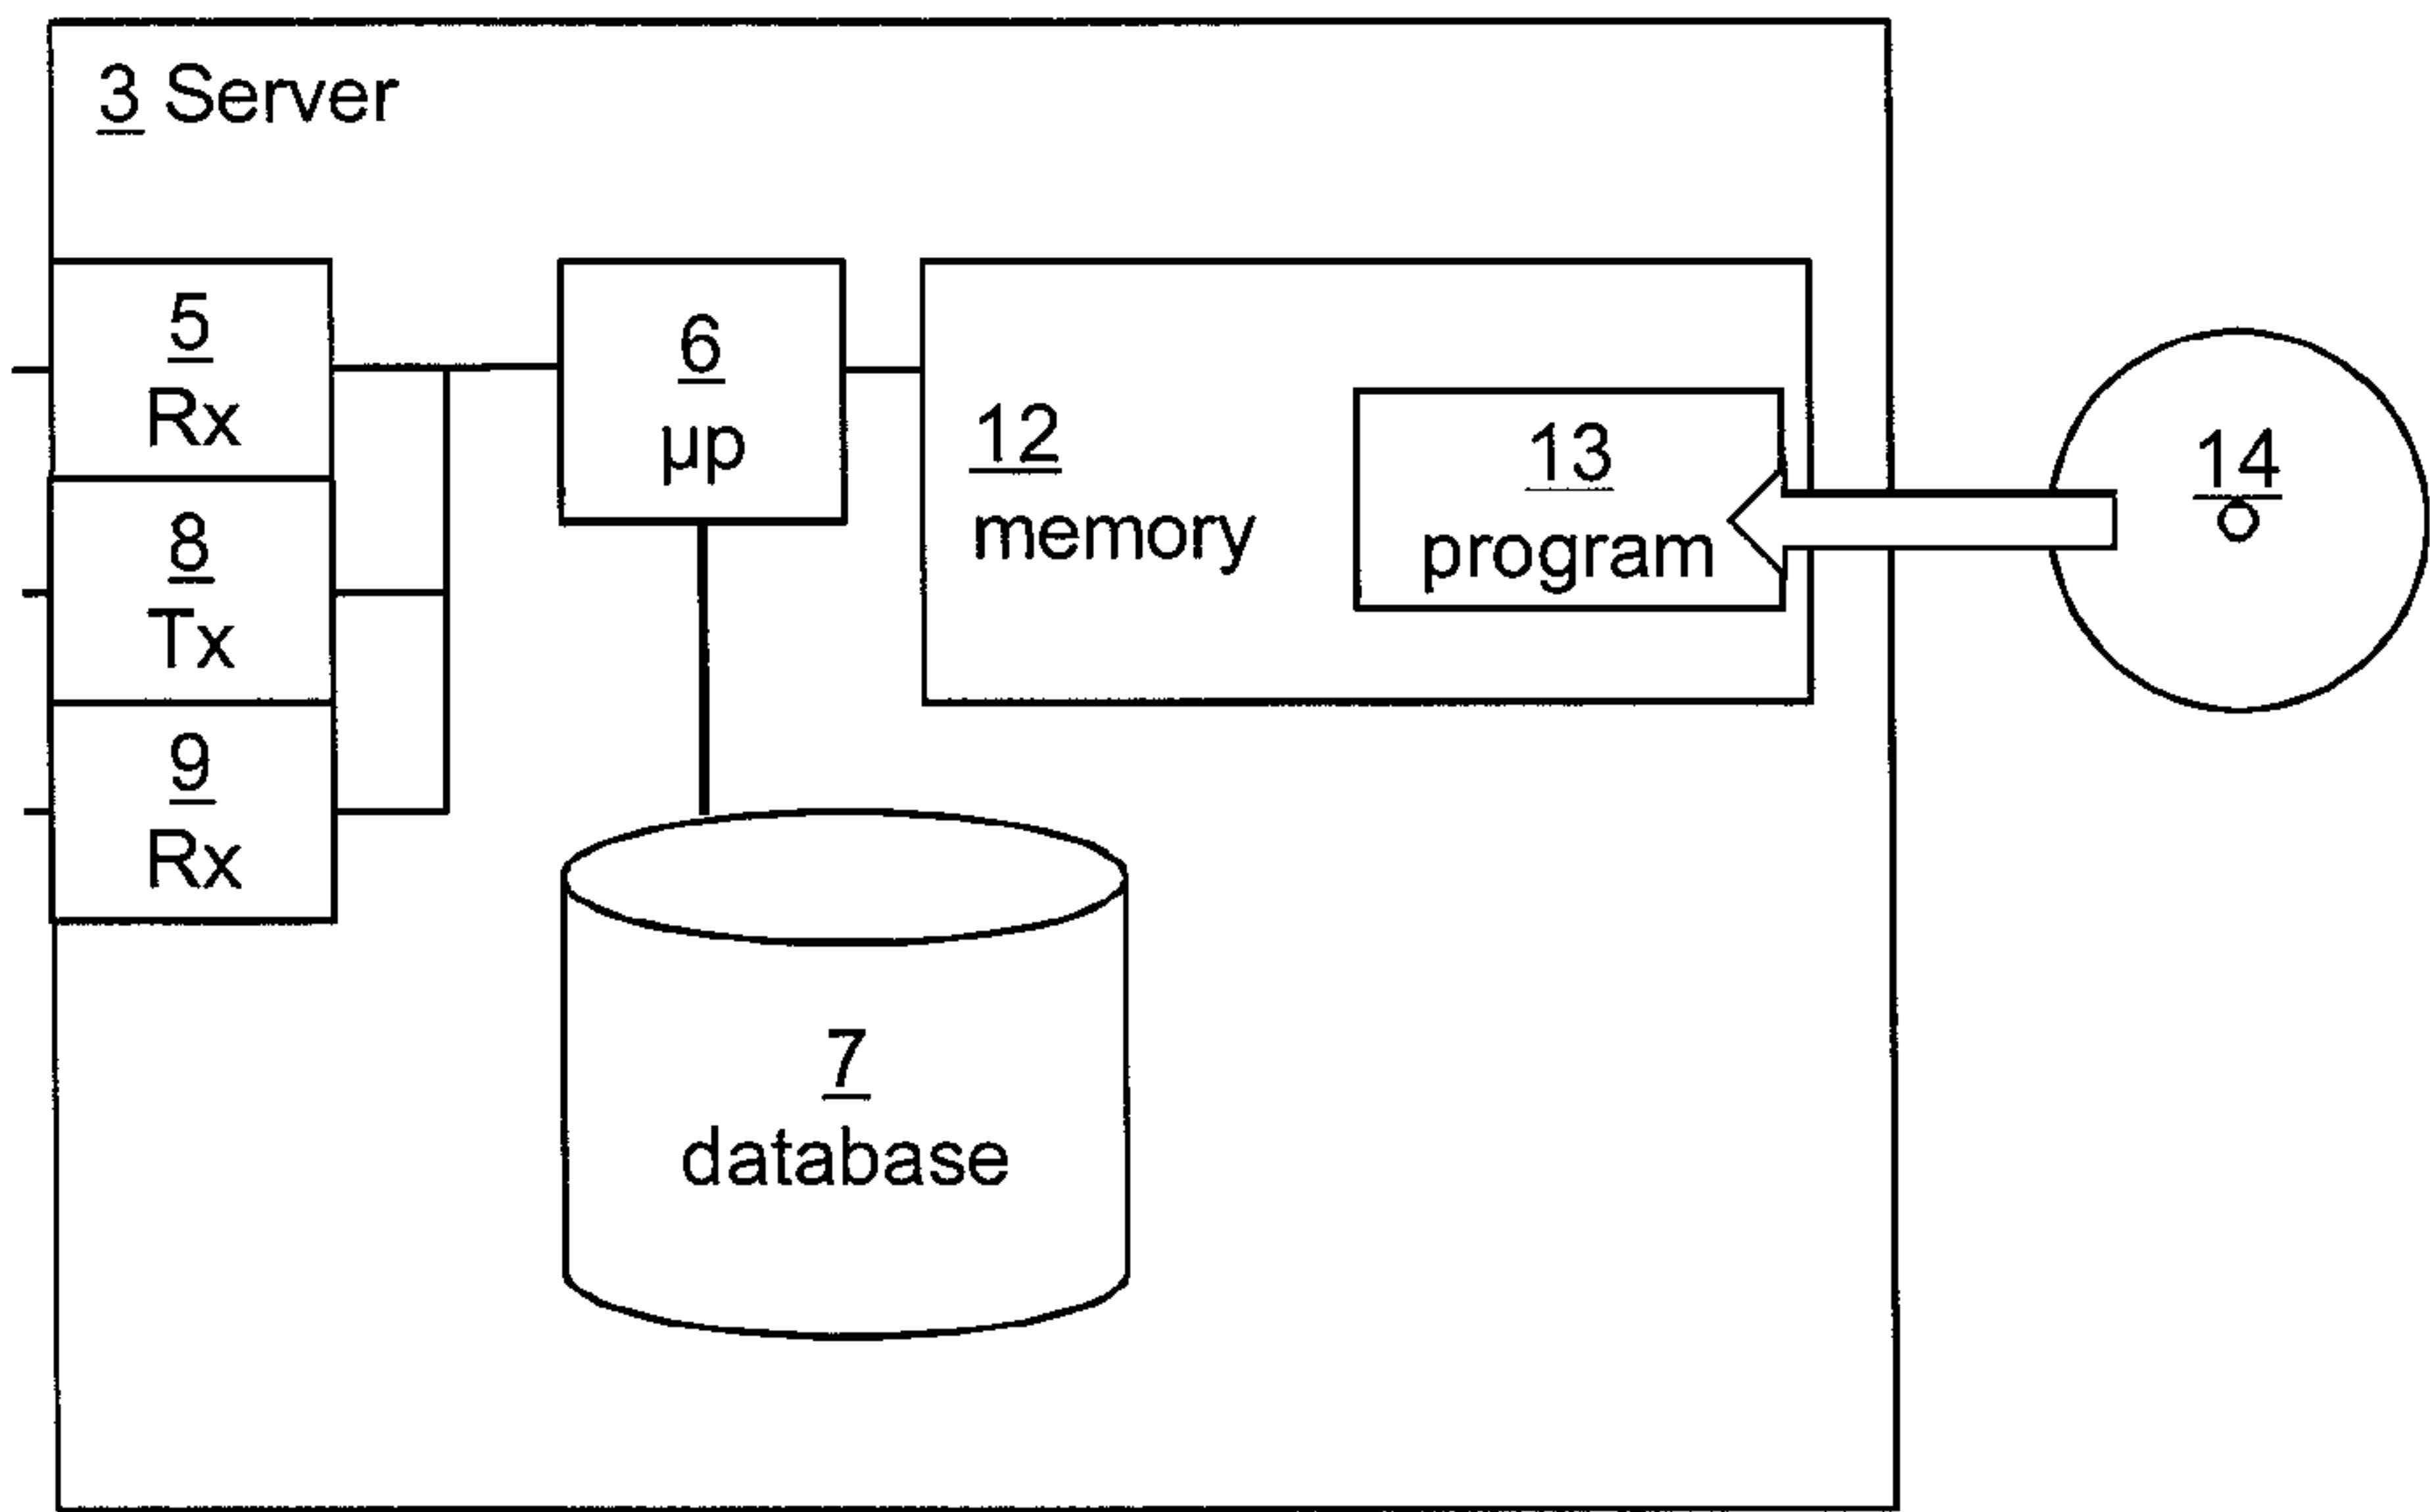 3 Server
5
Rx
8
Tx
9
Rx
6
µp
12
memory
13
program
14
7
database